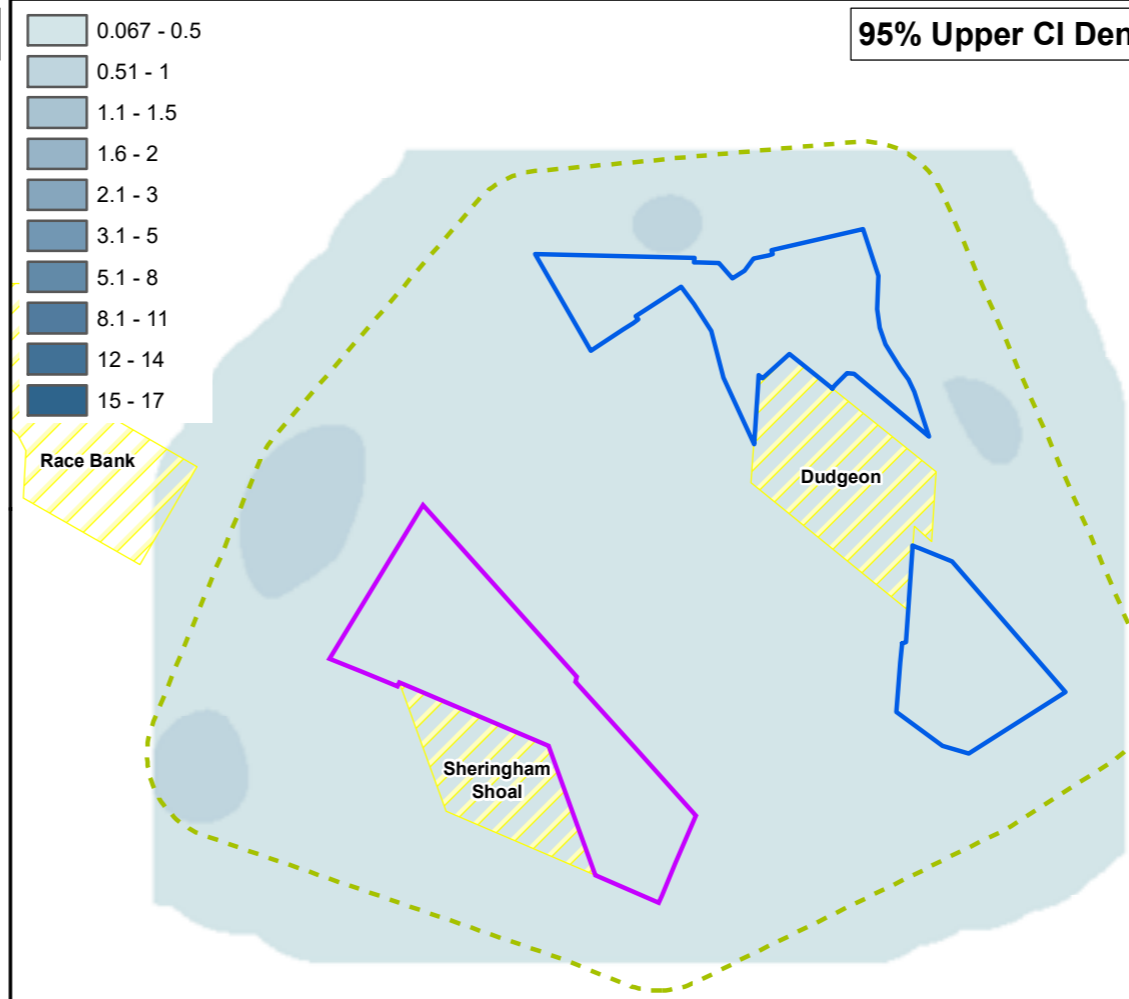 0.067 - 0.5
0.51 - 1
1.1 - 1.5
1.6 - 2
2.1 - 3
3.1 - 5
5.1 - 8
8.1 - 11
12 - 14
15 - 17
95% Upper CI Den
Race Bank
Dudgeon
Sheringham
Shoal